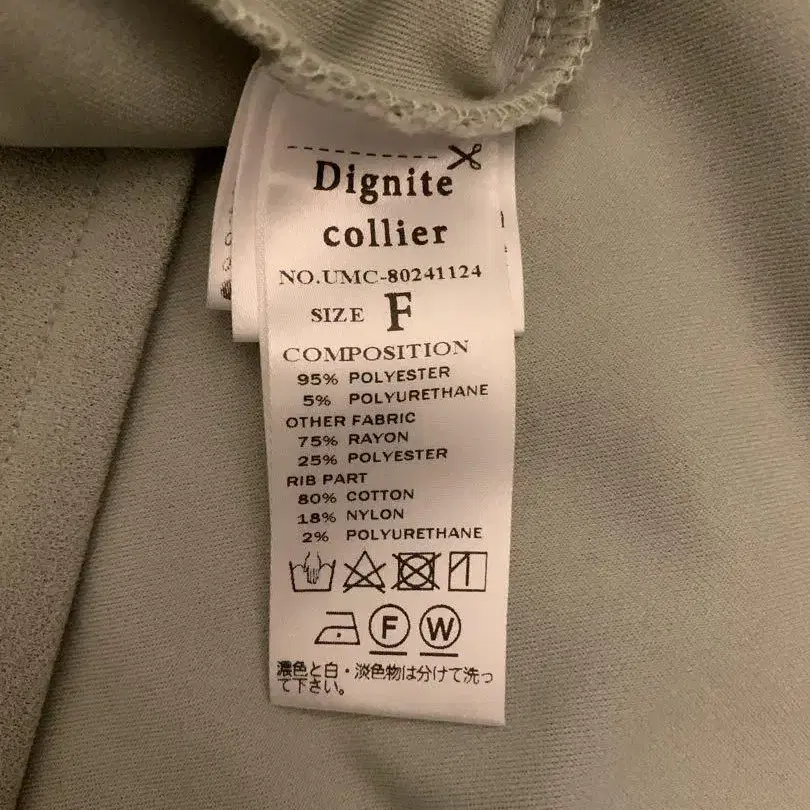 Dignite
collier
NO.UMC-80241124
SIZE F
COMPOSITION
95% POLYESTER
5% POLYURETHANE
OTHER FABRIC
75% RAYON
25% POLYESTER
RIB PART
80% COTTON
18% NYLON
2% POLYURETHANE
F W
濃色と白・淡色物は分けて洗っ
て下さい。